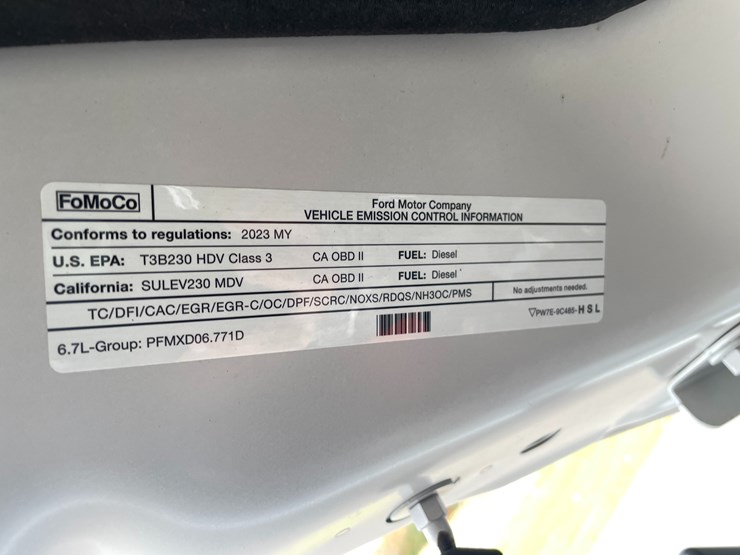 FoMoCo
Ford Motor Company
VEHICLE EMISSION CONTROL INFORMATION
Conforms to regulations: 2023 MY
U.S. EPA: T3B230 HDV Class 3 CA OBD II FUEL: Diesel
California: SULEV230 MDV CA OBD II FUEL: Diesel
TC/DFI/CAC/EGR/EGR-C/OC/DPF/SCRC/NOXS/RDQS/NH3OC/PMS No adjustments needed.
6.7L-Group: PFMXD06.771D ▽PW7E-9C485-HSL